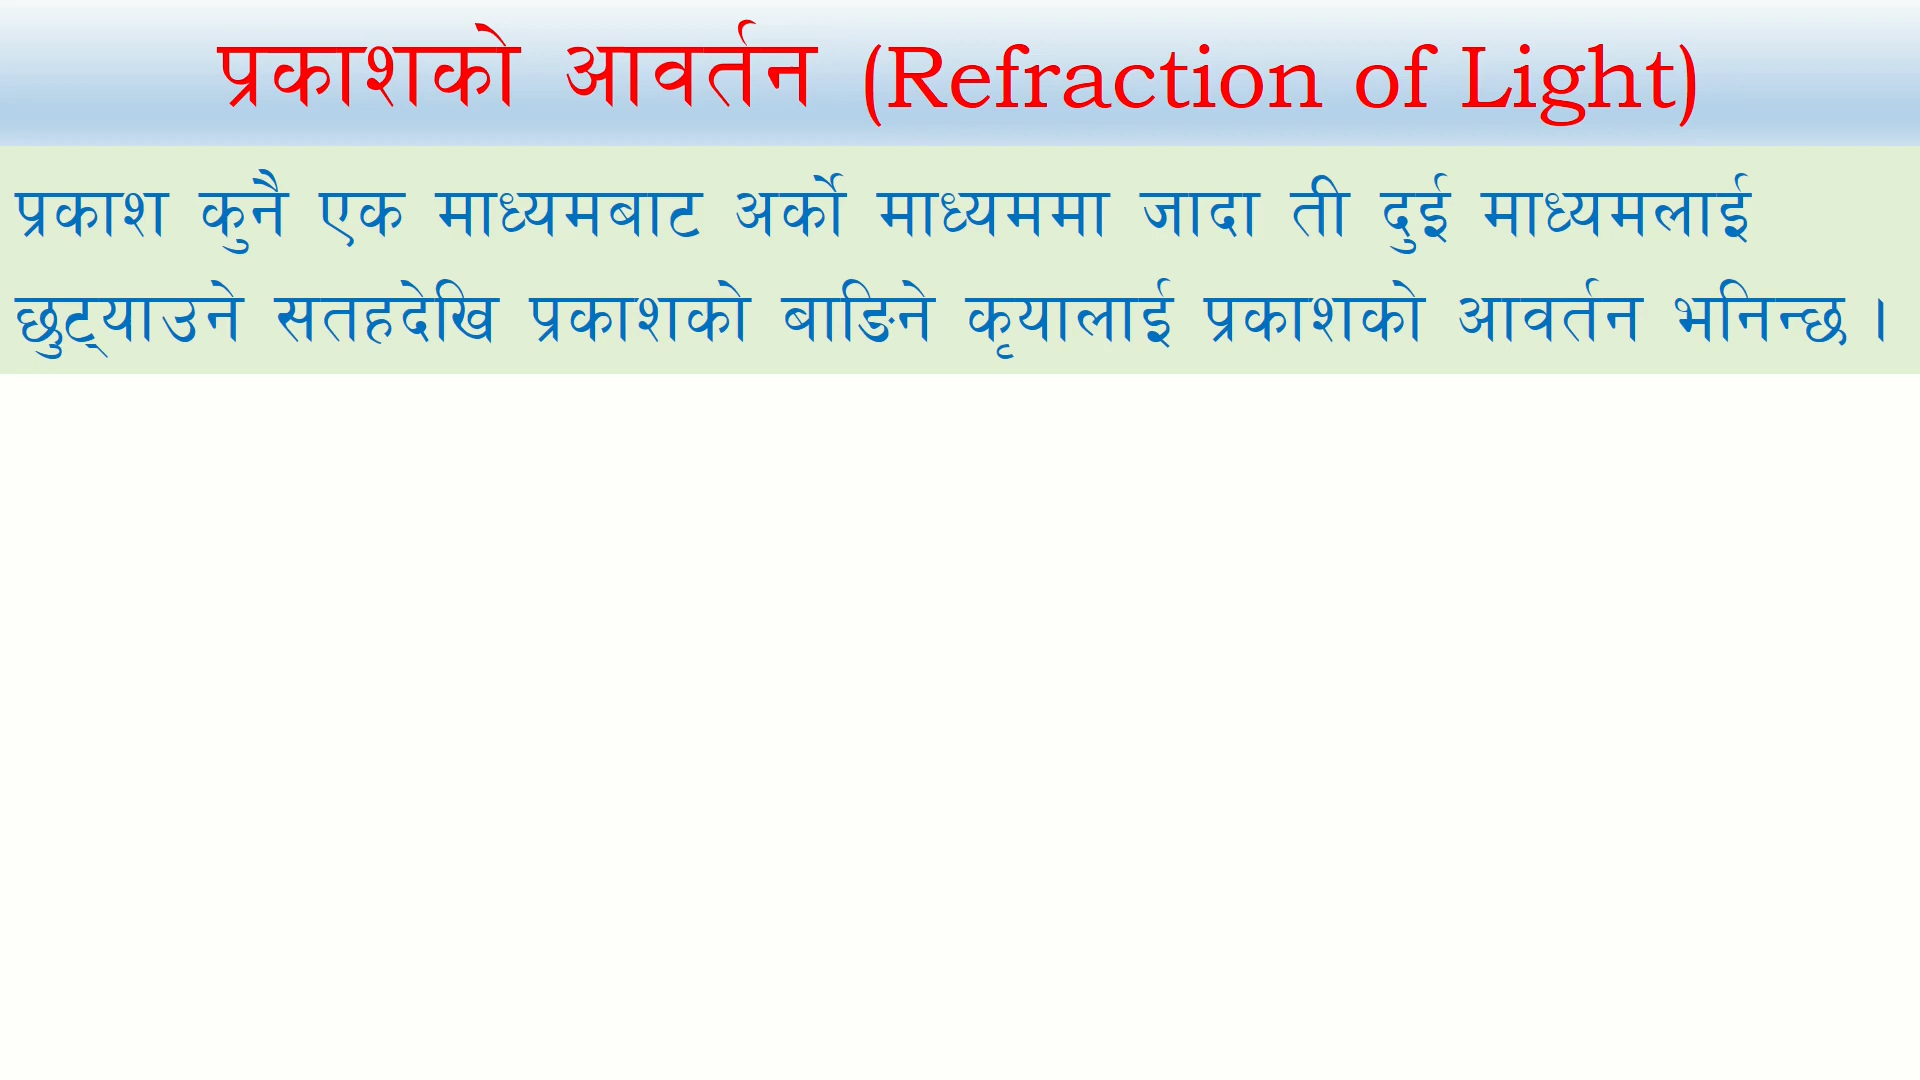 प्रकाशको आवर्तन (Refraction of Light)
प्रकाश कुनै एक माध्यमबाट अर्को माध्यममा जादा ती दुई माध्यमलाई
छुट्याउने सतहदेखि प्रकाशको बाङिने कृयालाई प्रकाशको आवर्तन भनिन्छ ।